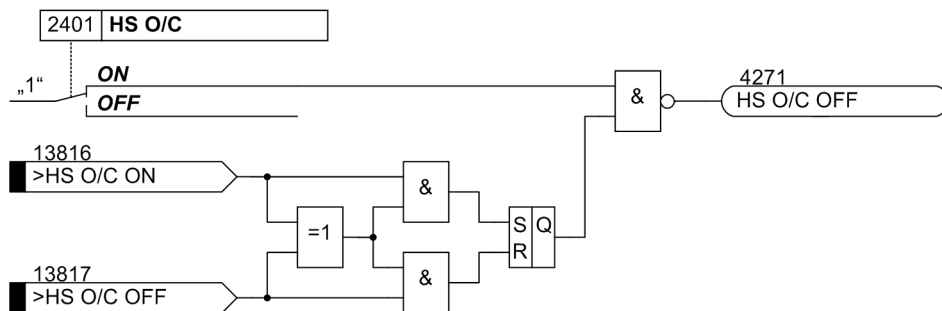 2401 HS O/C
„1“
ON
OFF
&
4271
HS O/C OFF
13816
>HS O/C ON
&
=1
S Q
R
13817
>HS O/C OFF
&